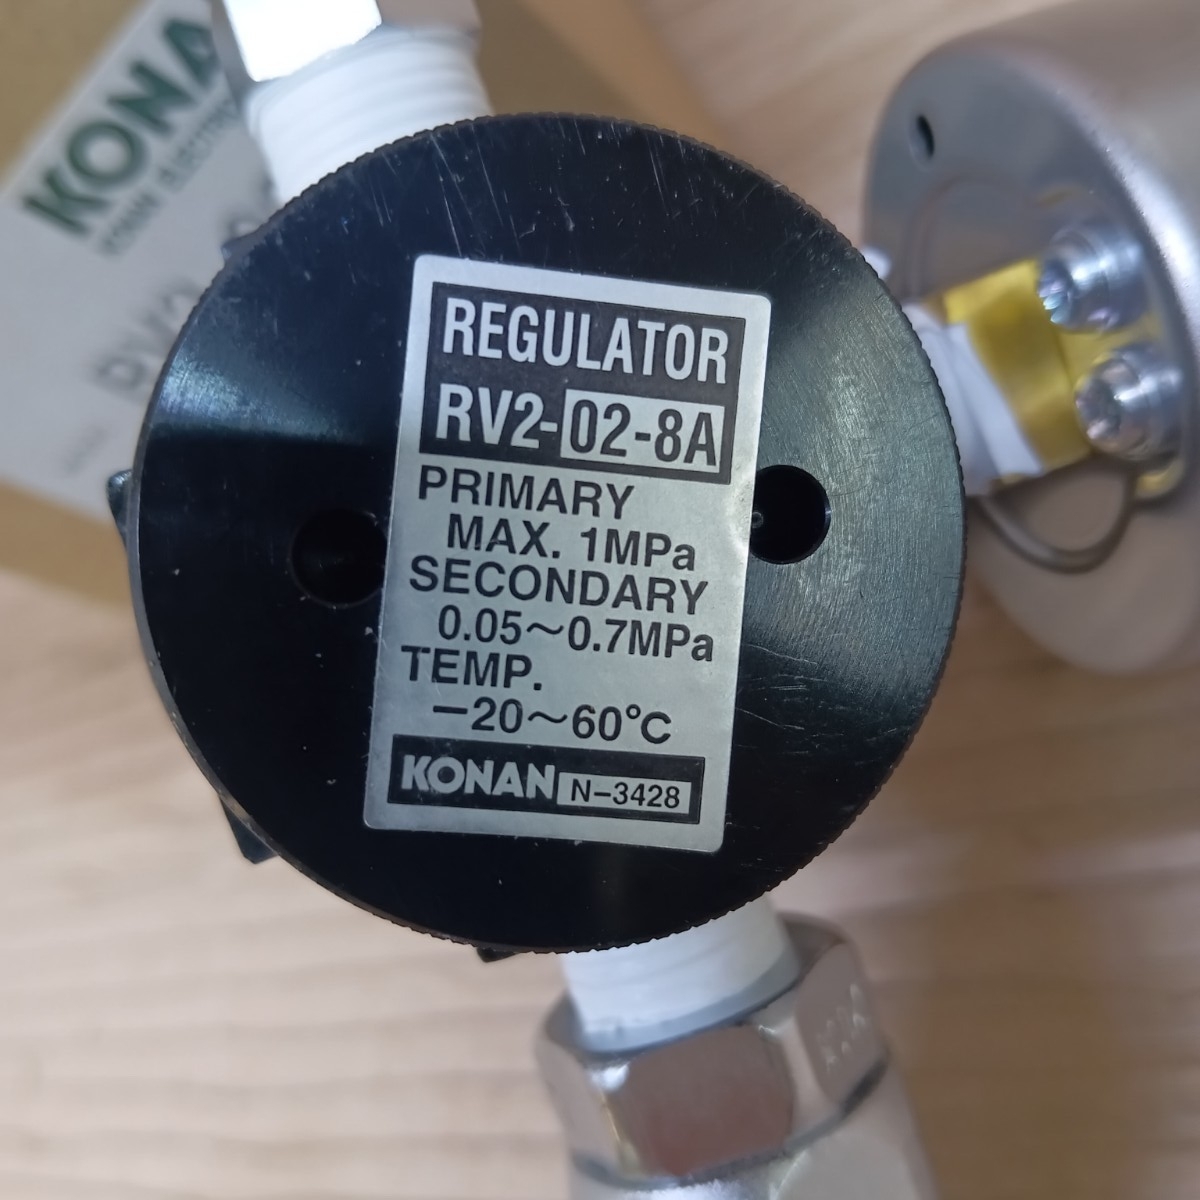 KONA
REGULATOR
RV2-02-8A
PRIMARY
MAX. 1MPa
SECONDARY
0.05～0.7MPa
TEMP.
−20～60°C
KONAN N−3428